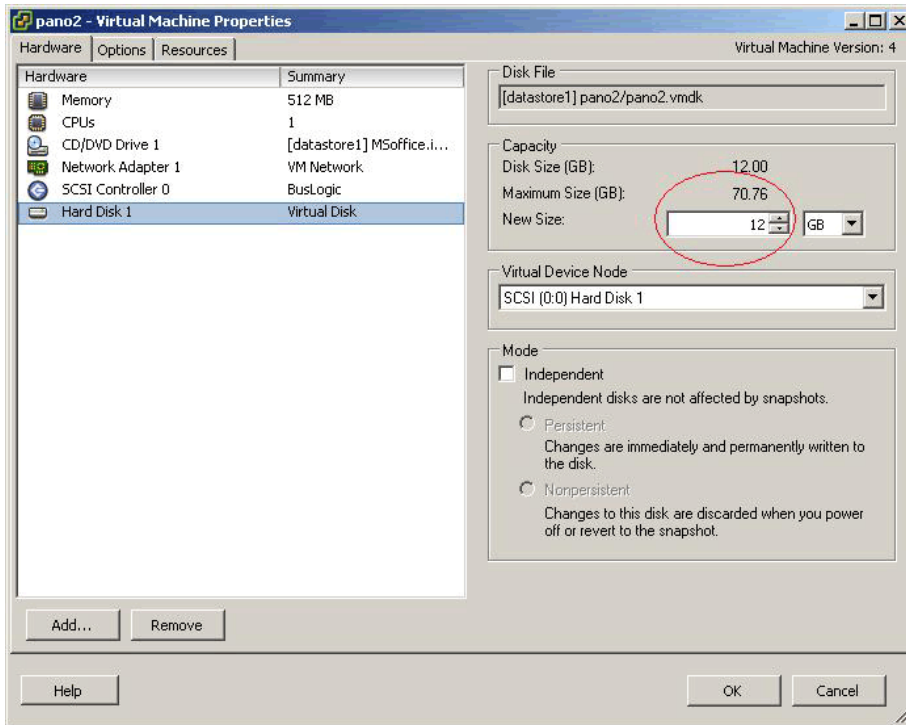 pano2 - Virtual Machine Properties
Hardware Options Resources Virtual Machine Version: 4
Hardware Summary
Memory 512 MB
CPUs 1
CD/DVD Drive 1 [datastore1] MSoffice.i...
Network Adapter 1 VM Network
SCSI Controller 0 BusLogic
Hard Disk 1 Virtual Disk
Disk File
[datastore1] pano2/pano2.vmdk
Capacity
Disk Size (GB): 12.00
Maximum Size (GB): 70.76
New Size: 12 GB
Virtual Device Node
SCSI (0:0) Hard Disk 1
Mode
Independent
Independent disks are not affected by snapshots.
Persistent
Changes are immediately and permanently written to
the disk.
Nonpersistent
Changes to this disk are discarded when you power
off or revert to the snapshot.
Add... Remove
Help OK Cancel